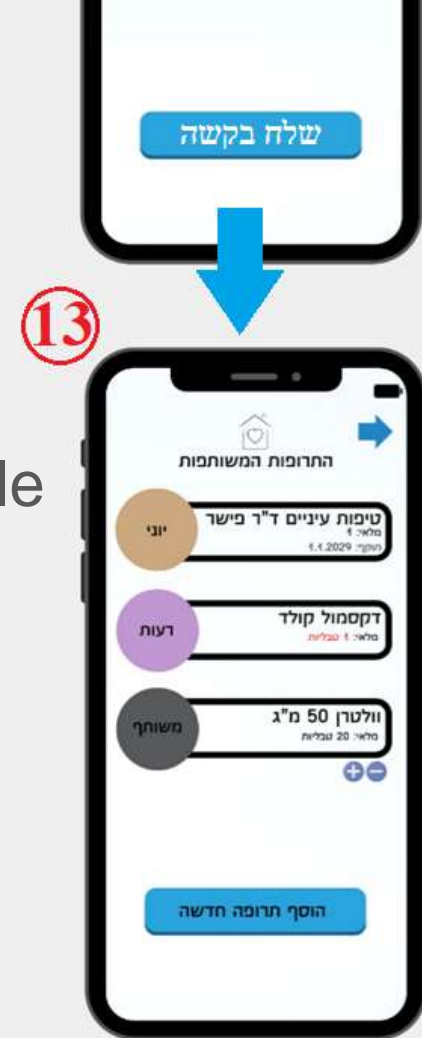 שלח בקשה
13
le
התרופות המשותפות
טיפות עיניים ד"ר פישר
מלאי: 1
תוקף: 1.1.2029
יוני
דקסמול קולד
מלאי: 1 טבליות
רעות
וולטרן 50 מ"ג
מלאי: 20 טבליות
משותף
הוסף תרופה חדשה